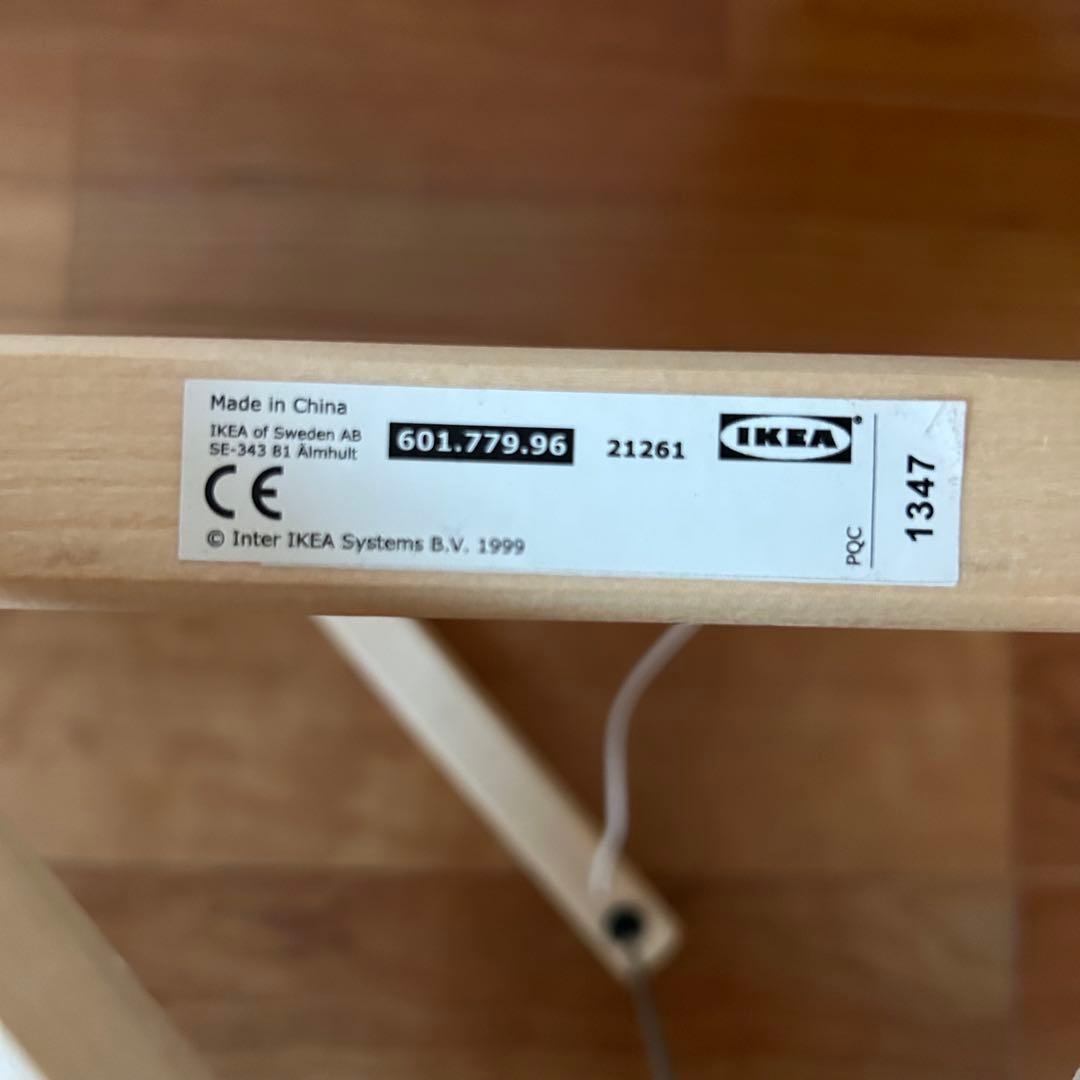 Made in China
IKEA of Sweden AB
SE-343 81 Älmhult
601.779.96
21261
IKEA®
CE
© Inter IKEA Systems B.V. 1999
PQC
1347